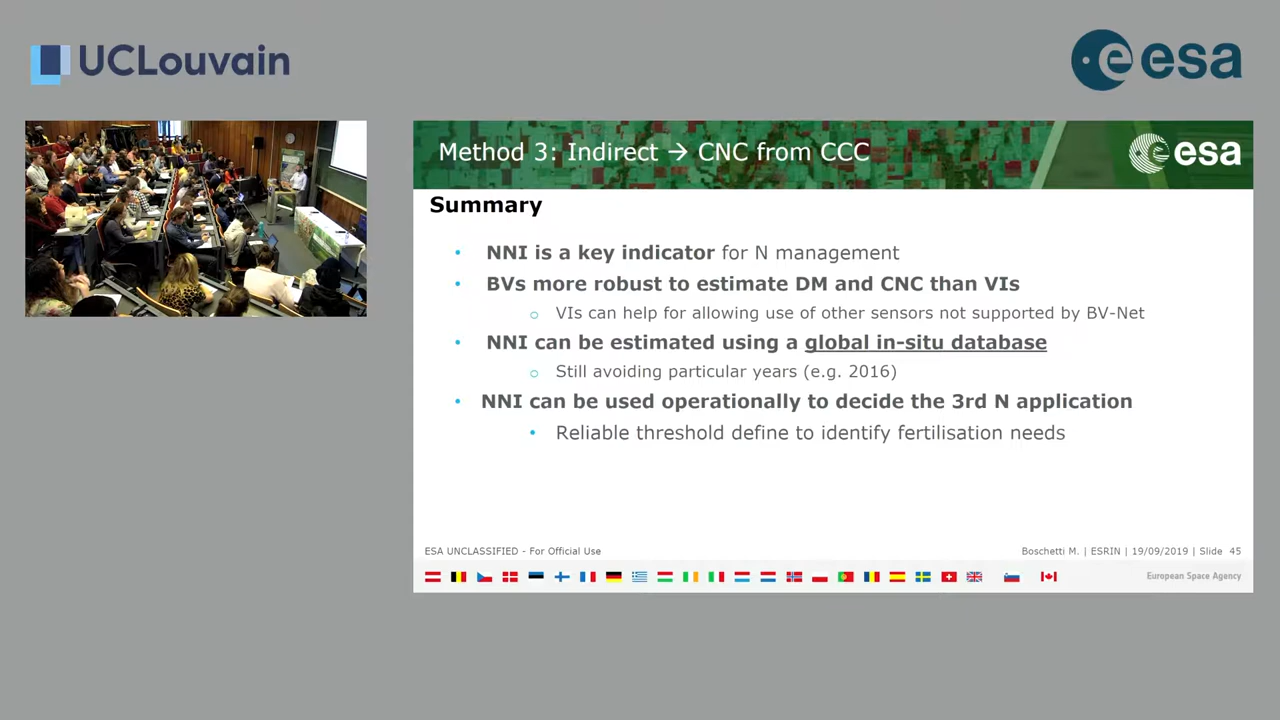 UCLouvain
esa
Method 3: Indirect → CNC from CCC
esa
Summary
• NNI is a key indicator for N management
• BVs more robust to estimate DM and CNC than VIs
o VIs can help for allowing use of other sensors not supported by BV-Net
• NNI can be estimated using a global in-situ database
o Still avoiding particular years (e.g. 2016)
• NNI can be used operationally to decide the 3rd N application
• Reliable threshold define to identify fertilisation needs
ESA UNCLASSIFIED - For Official Use
Boschetti M. | ESRIN | 19/09/2019 | Slide 45
European Space Agency